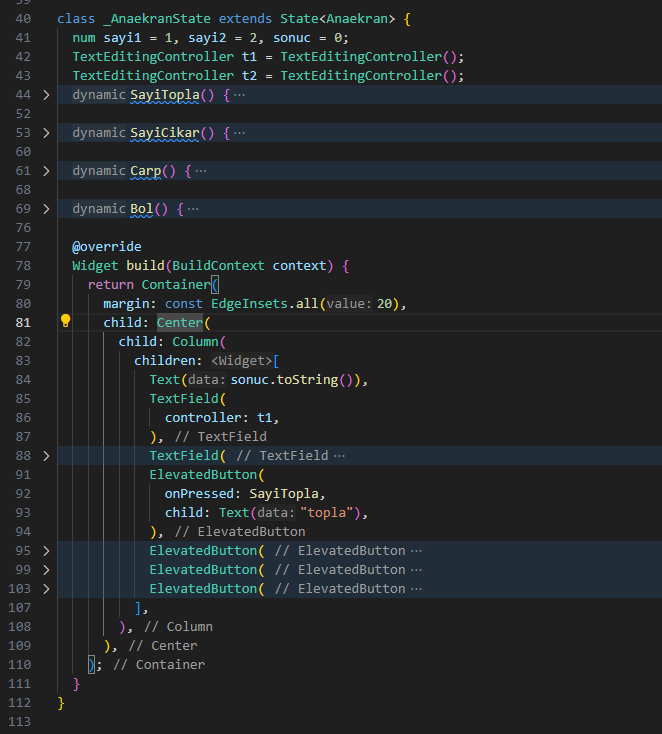 40 class _AnaekranState extends State<Anaekran> {
41 num sayi1 = 1, sayi2 = 2, sonuc = 0;
42 TextEditingController t1 = TextEditingController();
43 TextEditingController t2 = TextEditingController();
44 > dynamic SayiTopla() { ···
52
53 > dynamic SayiCikar() { ···
60
61 > dynamic Carp() { ···
68
69 > dynamic Bol() { ···
76
77 @override
78 Widget build(BuildContext context) {
79 return Container(
80 margin: const EdgeInsets.all(value: 20),
81 child: Center(
82 child: Column(
83 children: <Widget>[
84 Text(data: sonuc.toString()),
85 TextField(
86 controller: t1,
87 ), // TextField
88 > TextField( // TextField ···
91 ElevatedButton(
92 onPressed: SayiTopla,
93 child: Text(data: "topla"),
94 ), // ElevatedButton
95 > ElevatedButton( // ElevatedButton ···
99 > ElevatedButton( // ElevatedButton ···
103 > ElevatedButton( // ElevatedButton ···
107 ],
108 ), // Column
109 ), // Center
110 ); // Container
111 }
112 }
113